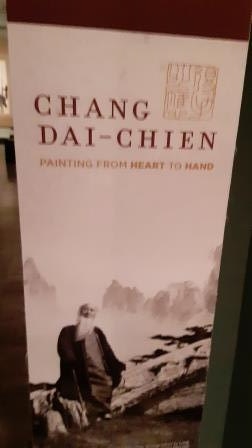 CHANG
DAI-CHIEN
PAINTING FROM HEART TO HAND